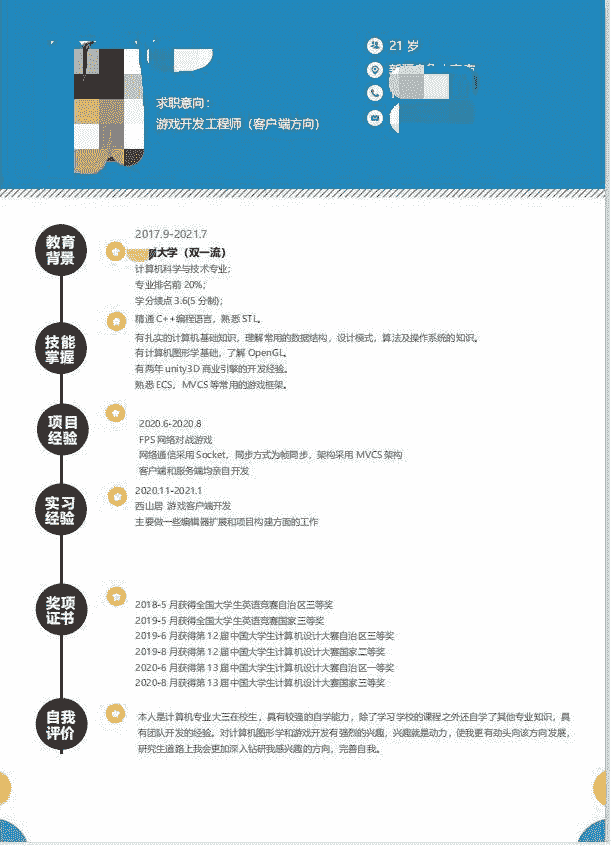 21 岁
求职意向：
游戏开发工程师（客户端方向）
教育
背景
2017.9-2021.7
大学（双一流）
计算机科学与技术专业；
专业排名前 20%；
学分绩点 3.6(5 分制)；
技能
掌握
精通 C++编程语言，熟悉 STL。
有扎实的计算机基础知识，理解常用的数据结构，设计模式，算法及操作系统的知识。
有计算机图形学基础，了解 OpenGL。
有两年 unity3D 商业引擎的开发经验。
熟悉 ECS，MVCS 等常用的游戏框架。
项目
经验
2020.6-2020.8
FPS 网络对战游戏
网络通信采用 Socket，同步方式为帧同步，架构采用 MVCS 架构
客户端和服务端均亲自开发
实习
经验
2020.11-2021.1
西山居 游戏客户端开发
主要做一些编辑器扩展和项目构建方面的工作
奖项
证书
2018-5 月获得全国大学生英语竞赛自治区三等奖
2019-5 月获得全国大学生英语竞赛国家三等奖
2019-6 月获得第 12 届中国大学生计算机设计大赛自治区三等奖
2019-8 月获得第 12 届中国大学生计算机设计大赛国家二等奖
2020-6 月获得第 13 届中国大学生计算机设计大赛自治区一等奖
2020-8 月获得第 13 届中国大学生计算机设计大赛国家三等奖
自我
评价
本人是计算机专业大三在校生，具有较强的自学能力，除了学习学校的课程之外还自学了其他专业知识，具
有团队开发的经验。对计算机图形学和游戏开发有强烈的兴趣，兴趣就是动力，使我更有劲头向该方向发展，
研究生道路上我会更加深入钻研我感兴趣的方向，完善自我。